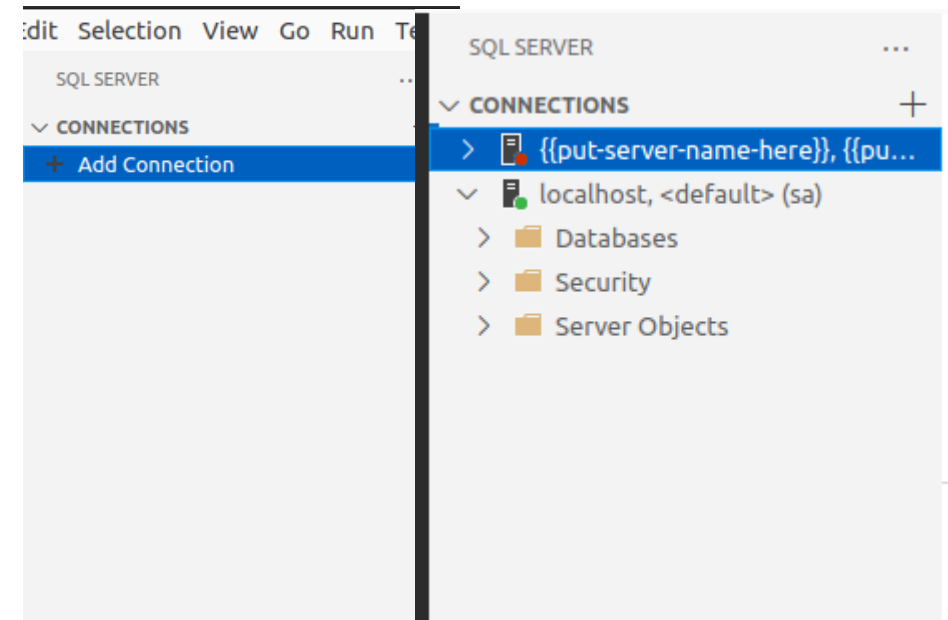 dit Selection View Go Run Te
SQL SERVER
CONNECTIONS
Add Connection
SQL SERVER ...
CONNECTIONS
{{put-server-name-here}}, {{pu...
localhost, <default> (sa)
Databases
Security
Server Objects